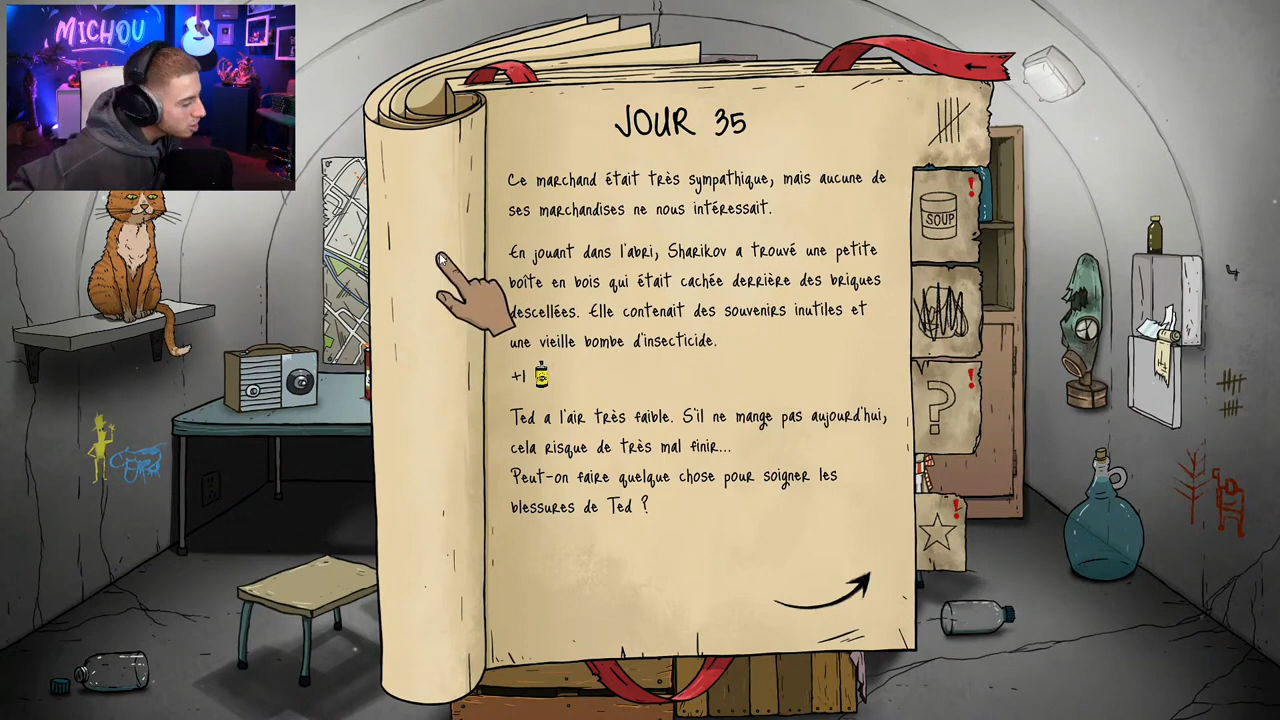 MICHOU
JOUR 35
Ce marchand était très sympathique, mais aucune de
ses marchandises ne nous intéressait.
En jouant dans l'abri, Sharikov a trouvé une petite
boîte en bois qui était cachée derrière des briques
descellées. Elle contenait des souvenirs inutiles et
une vieille bombe d'insecticide.
+1
Ted a l'air très faible. S'il ne mange pas aujourd'hui,
cela risque de très mal finir...
Peut-on faire quelque chose pour soigner les
blessures de Ted ?
!
SOUP
!
?
!